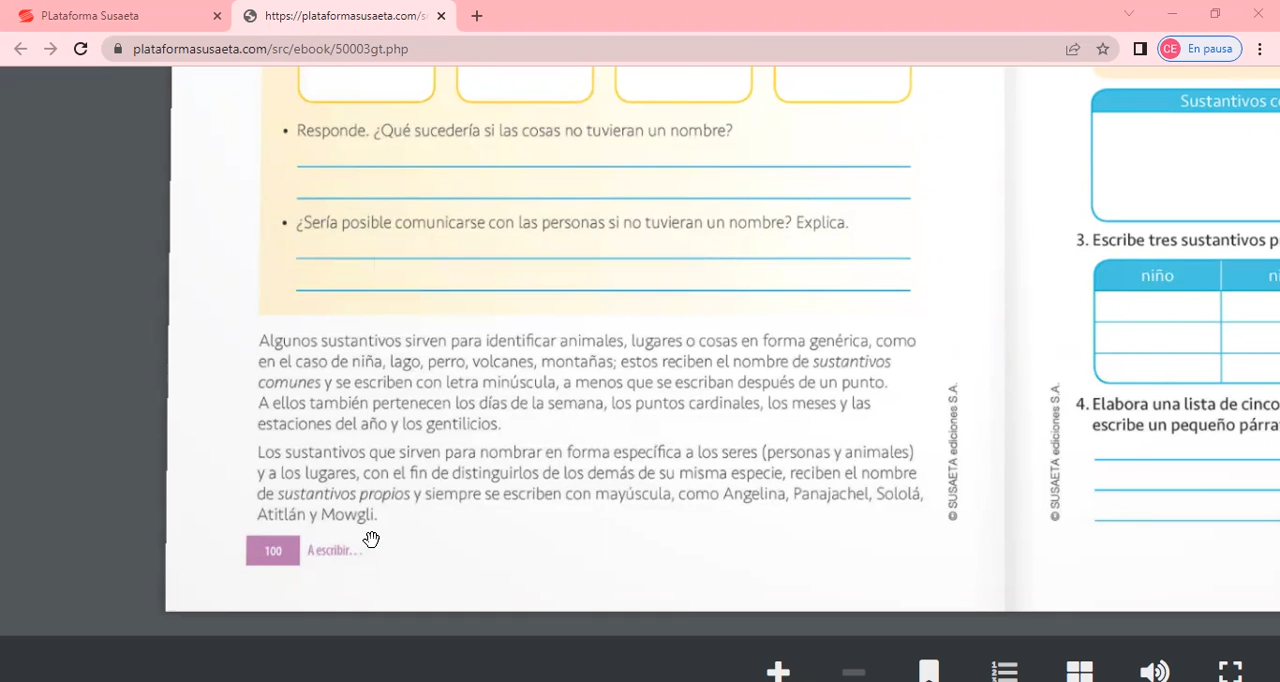 PLataforma Susaeta
https://plataformasusaeta.com/s
plataformasusaeta.com/src/ebook/50003gt.php
CE En pausa
• Responde. ¿Qué sucedería si las cosas no tuvieran un nombre?
• ¿Sería posible comunicarse con las personas si no tuvieran un nombre? Explica.
Algunos sustantivos sirven para identificar animales, lugares o cosas en forma genérica, como
en el caso de niña, lago, perro, volcanes, montañas; estos reciben el nombre de sustantivos
comunes y se escriben con letra minúscula, a menos que se escriban después de un punto.
A ellos también pertenecen los días de la semana, los puntos cardinales, los meses y las
estaciones del año y los gentilicios.
Los sustantivos que sirven para nombrar en forma específica a los seres (personas y animales)
y a los lugares, con el fin de distinguirlos de los demás de su misma especie, reciben el nombre
de sustantivos propios y siempre se escriben con mayúscula, como Angelina, Panajachel, Sololá,
Atitlán y Mowgli.
100 A escribir...
© SUSAETA ediciones S.A.
© SUSAETA ediciones S.A.
Sustantivos co
3. Escribe tres sustantivos p
niño
ni
4. Elabora una lista de cinco
escribe un pequeño párra